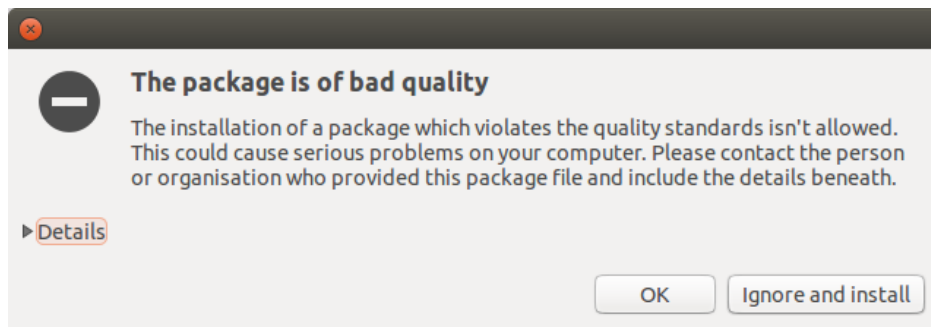 The package is of bad quality
The installation of a package which violates the quality standards isn't allowed.
This could cause serious problems on your computer. Please contact the person
or organisation who provided this package file and include the details beneath.
Details
OK
Ignore and install